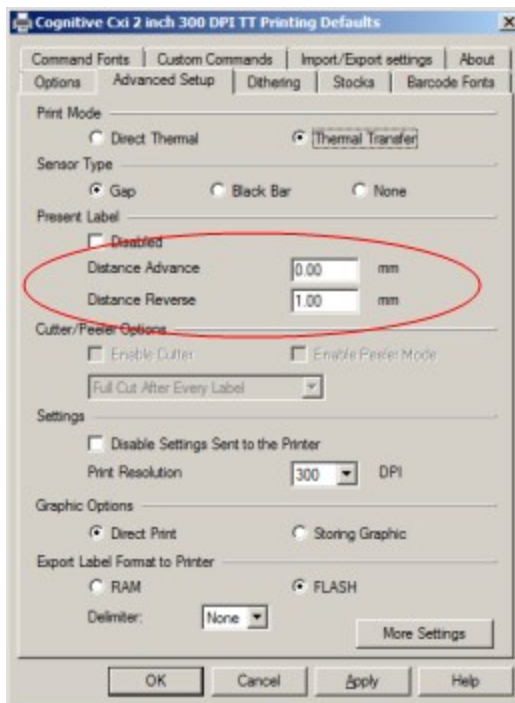 Cognitive Cxi 2 inch 300 DPI TT Printing Defaults
Command Fonts Custom Commands Import/Export settings About
Options Advanced Setup Dithering Stocks Barcode Fonts
Print Mode
Direct Thermal Thermal Transfer
Sensor Type
Gap Black Bar None
Present Label
Disabled
Distance Advance 0.00 mm
Distance Reverse 1.00 mm
Cutter/Peeler Options
Enable Cutter Enable Peeler Mode
Full Cut After Every Label
Settings
Disable Settings Sent to the Printer
Print Resolution 300 DPI
Graphic Options
Direct Print Storing Graphic
Export Label Format to Printer
RAM FLASH
Delimiter: None
More Settings
OK Cancel Apply Help